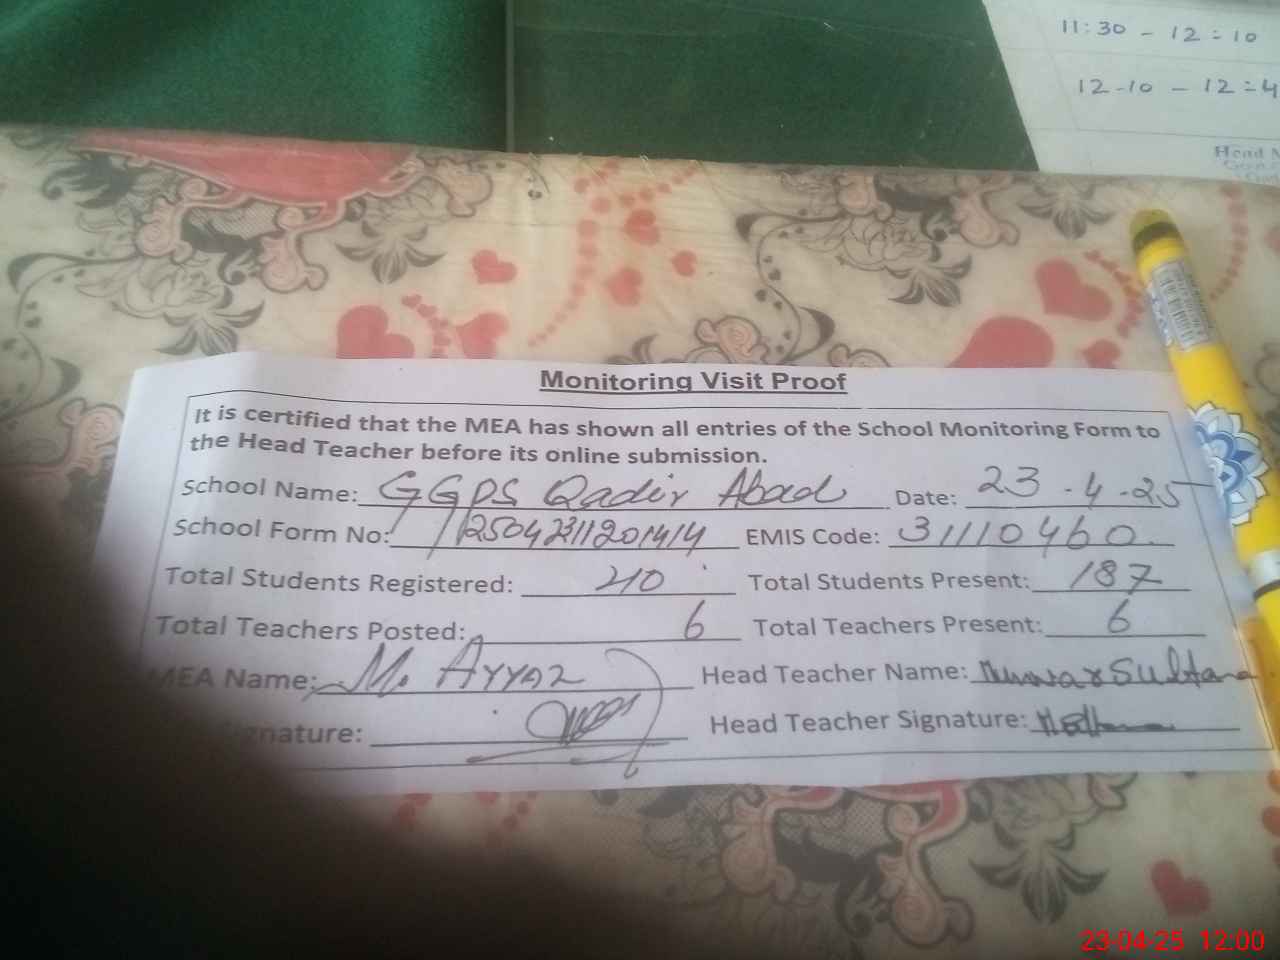 11:30 - 12:10
12-10 - 12:4
Head
Monitoring Visit Proof
It is certified that the MEA has shown all entries of the School Monitoring Form to
the Head Teacher before its online submission.
School Name: GGPS Qadir Abad Date: 23-4-25
School Form No: EMIS Code: 31110460
Total Students Registered: 210 Total Students Present: 187
Total Teachers Posted: 6 Total Teachers Present: 6
MEA Name: M. Ayyaz Head Teacher Name: Sultana
Signature: Head Teacher Signature:
23-04-25 12:00